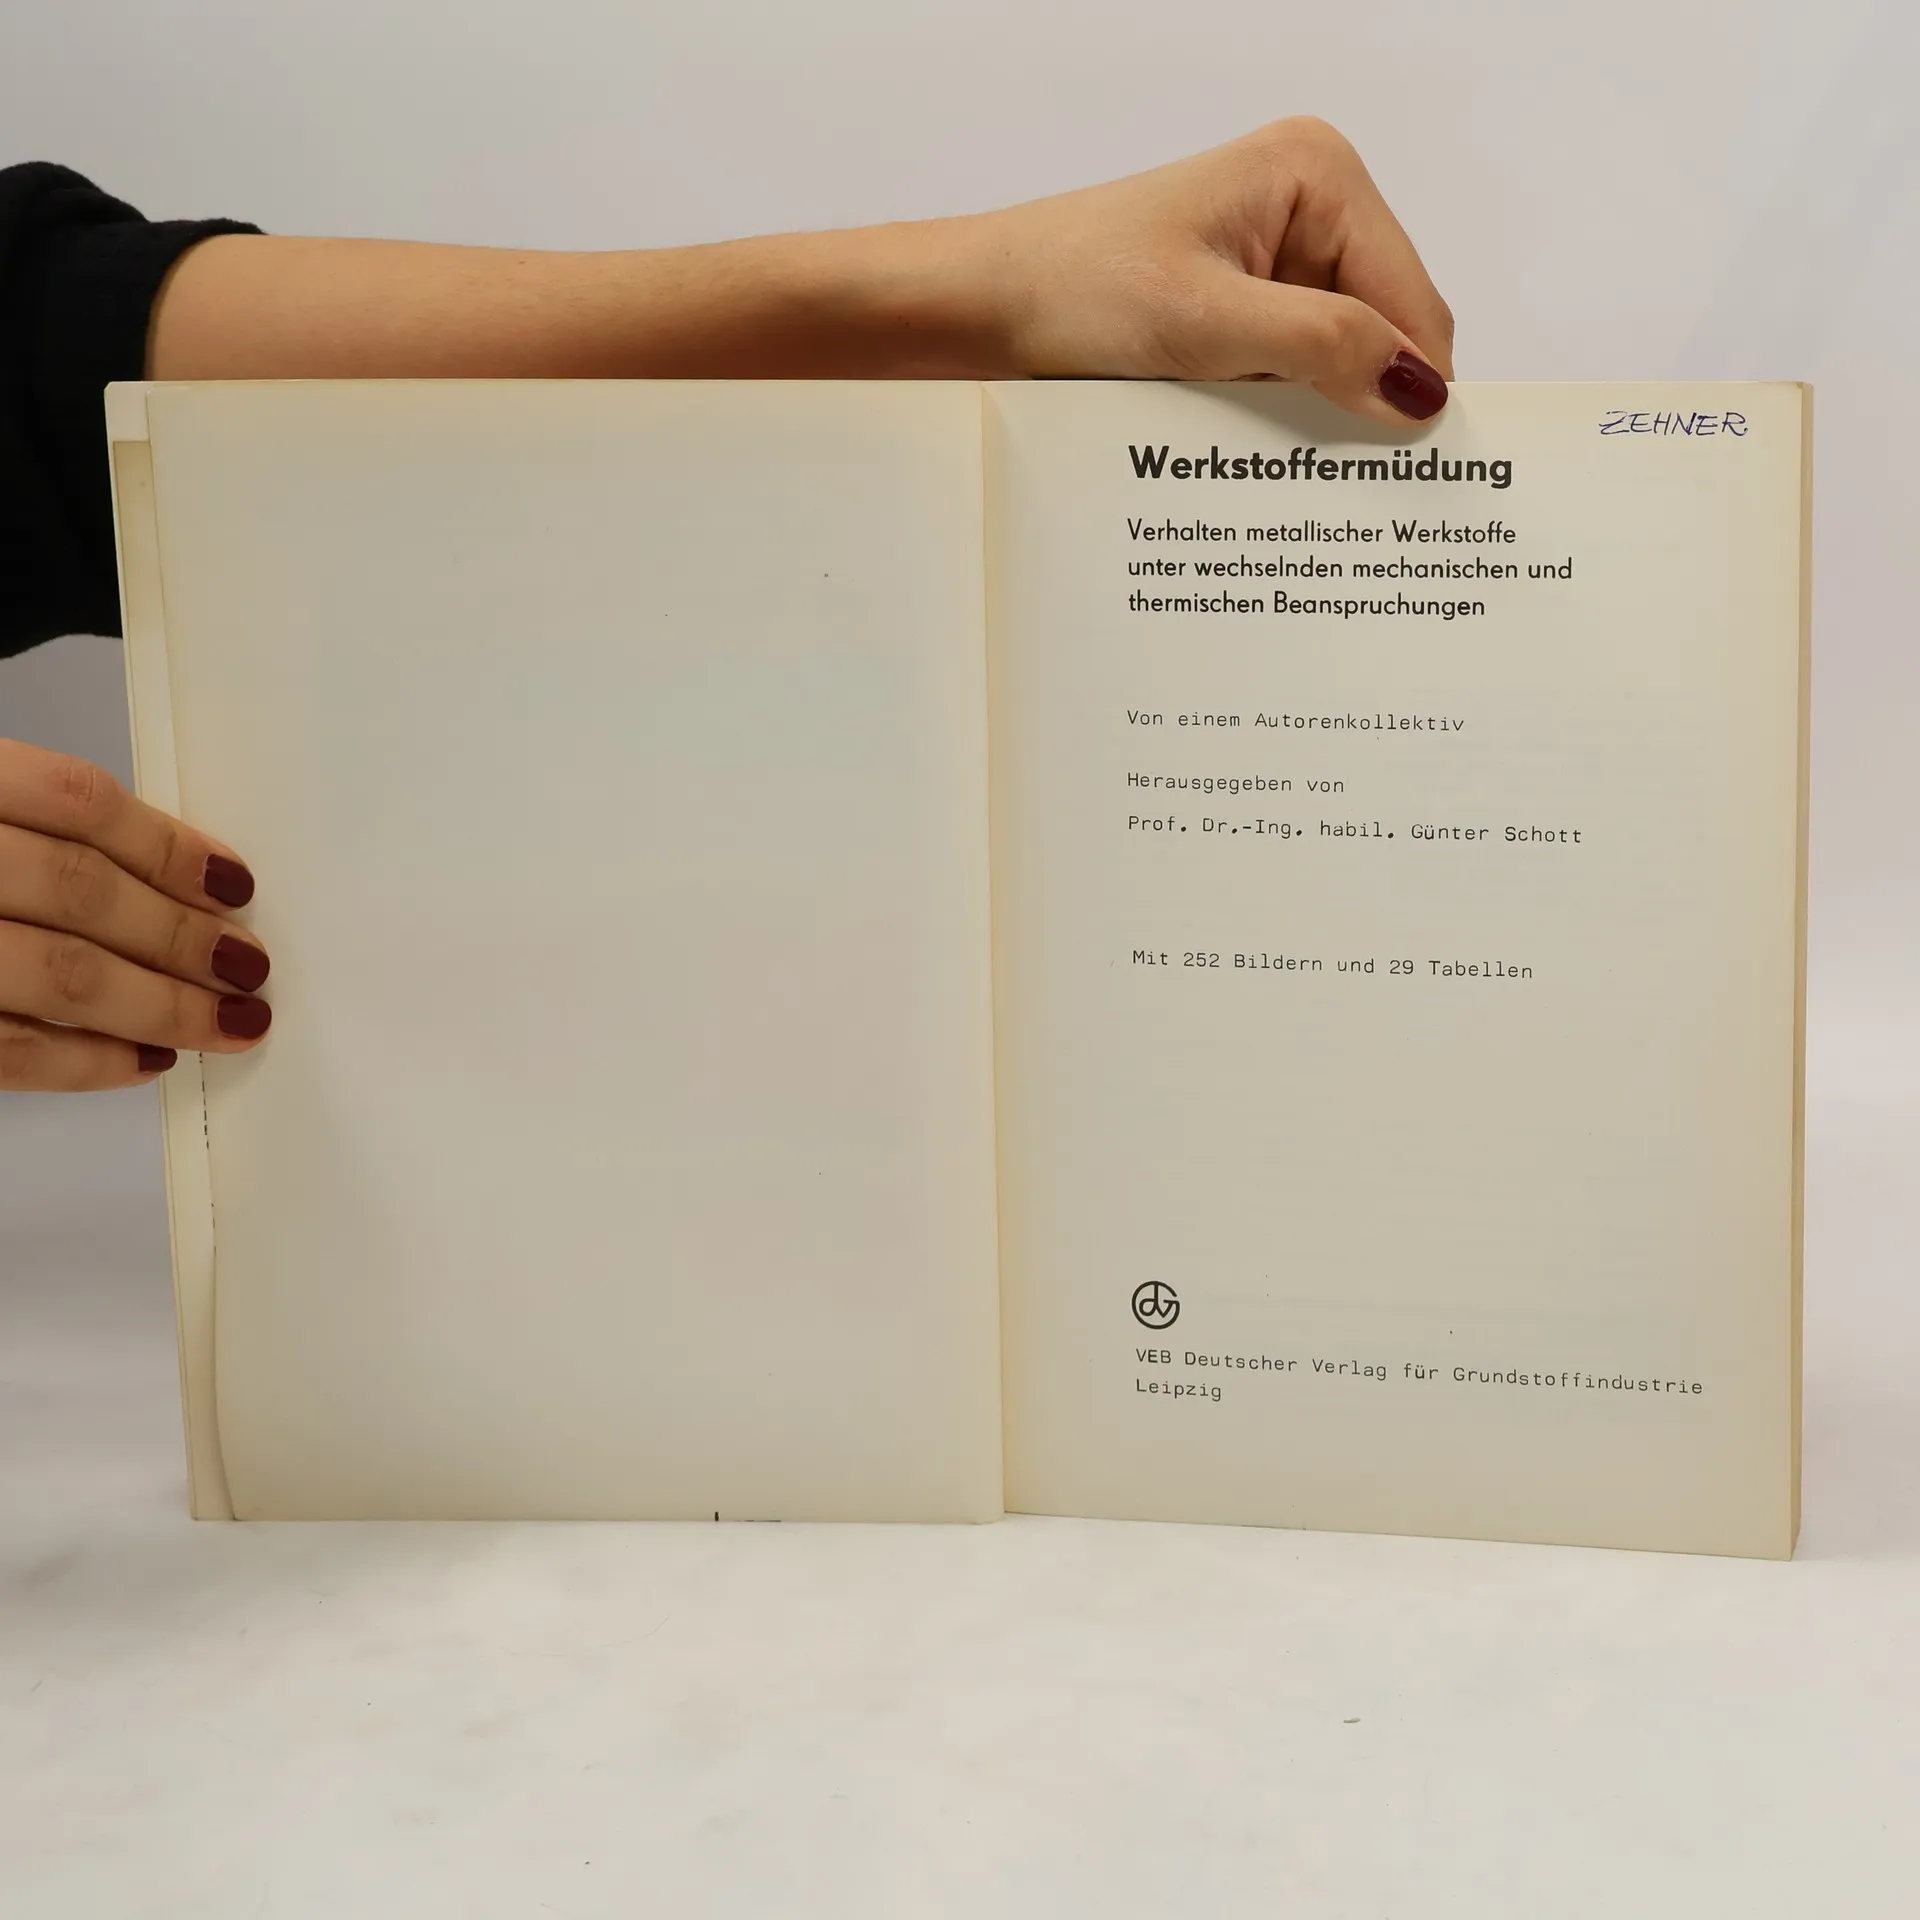 ZEHNER
Werkstoffermüdung
Verhalten metallischer Werkstoffe
unter wechselnden mechanischen und
thermischen Beanspruchungen
Von einem Autorenkollektiv
Herausgegeben von
Prof. Dr.-Ing. habil. Günter Schott
Mit 252 Bildern und 29 Tabellen
VEB Deutscher Verlag für Grundstoffindustrie
Leipzig